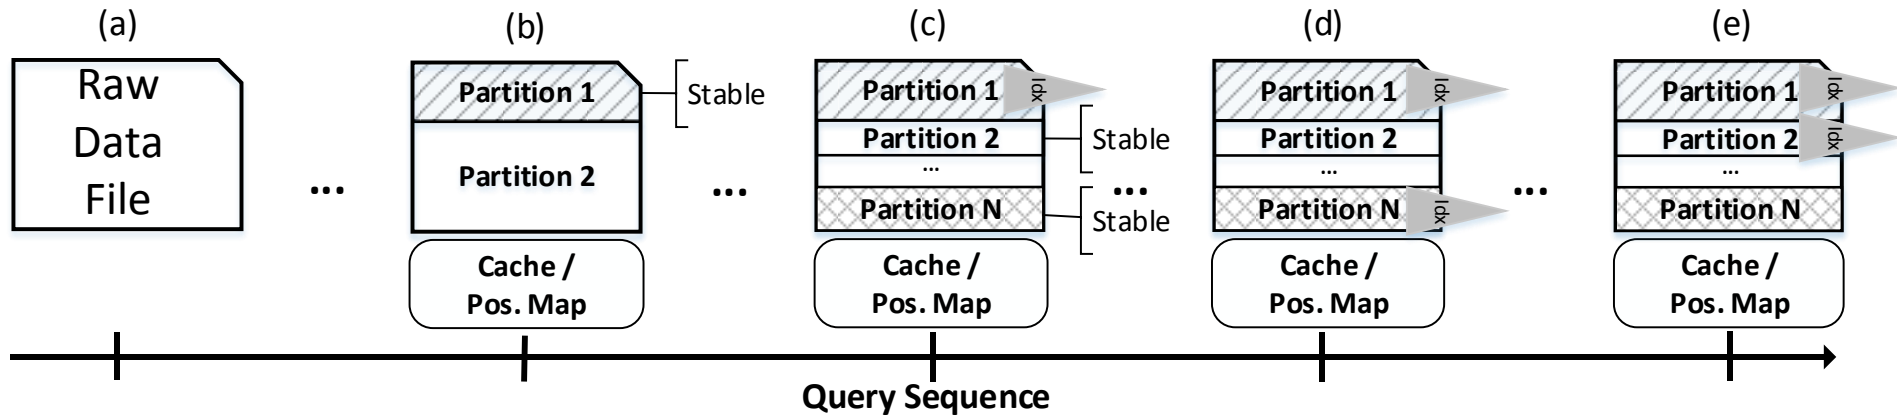 (a)
(b)
(c)
(d)
(e)
Raw
Data
File
...
Partition 1
Stable
Partition 2
Cache /
Pos. Map
...
Partition 1
Idx
Partition 2
Stable
...
Partition N
Stable
Cache /
Pos. Map
...
Partition 1
Idx
Partition 2
...
Partition N
Idx
Cache /
Pos. Map
...
Partition 1
Idx
Partition 2
Idx
...
Partition N
Cache /
Pos. Map
Query Sequence